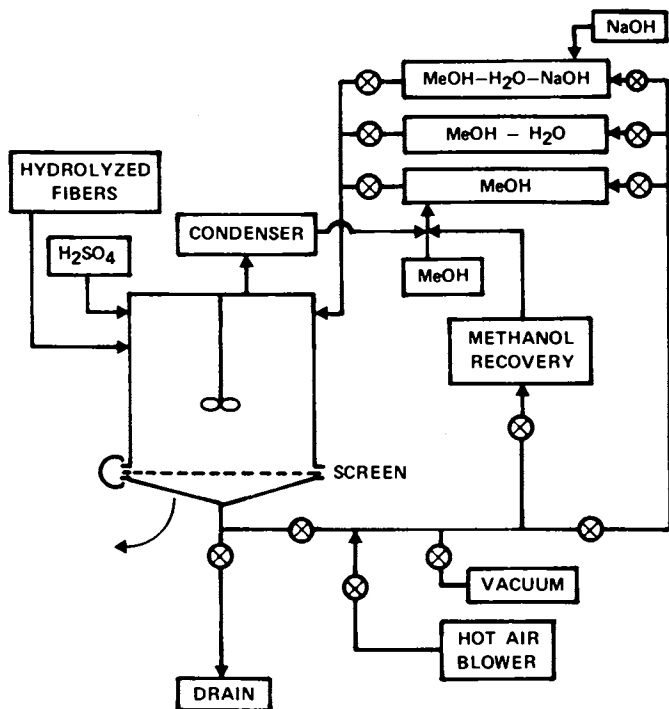 NaOH
MeOH–H₂O–NaOH
MeOH – H₂O
MeOH
HYDROLYZED
FIBERS
H₂SO₄
CONDENSER
MeOH
METHANOL
RECOVERY
SCREEN
VACUUM
HOT AIR
BLOWER
DRAIN